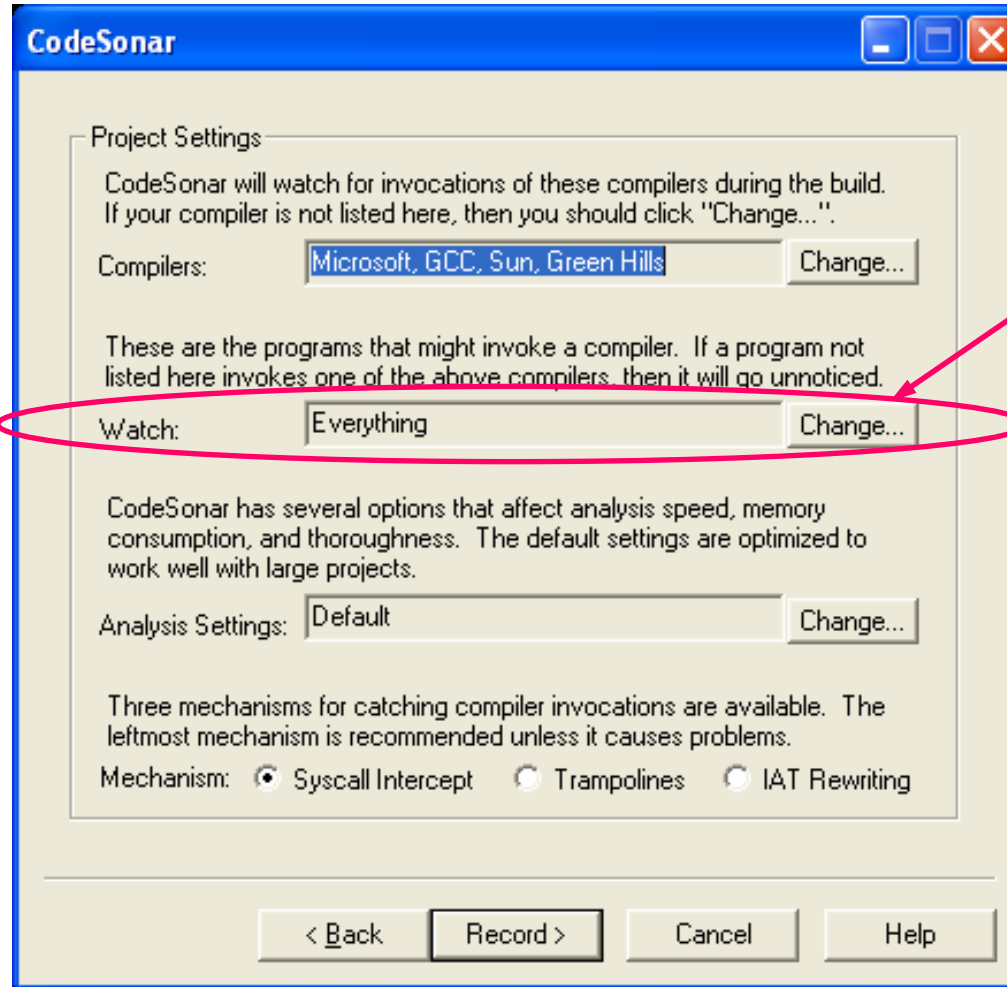 CodeSonar
Project Settings
CodeSonar will watch for invocations of these compilers during the build.
If your compiler is not listed here, then you should click "Change...".
Compilers: Microsoft, GCC, Sun, Green Hills Change...
These are the programs that might invoke a compiler. If a program not
listed here invokes one of the above compilers, then it will go unnoticed.
Watch: Everything Change...
CodeSonar has several options that affect analysis speed, memory
consumption, and thoroughness. The default settings are optimized to
work well with large projects.
Analysis Settings: Default Change...
Three mechanisms for catching compiler invocations are available. The
leftmost mechanism is recommended unless it causes problems.
Mechanism: Syscall Intercept Trampolines IAT Rewriting
< Back Record > Cancel Help